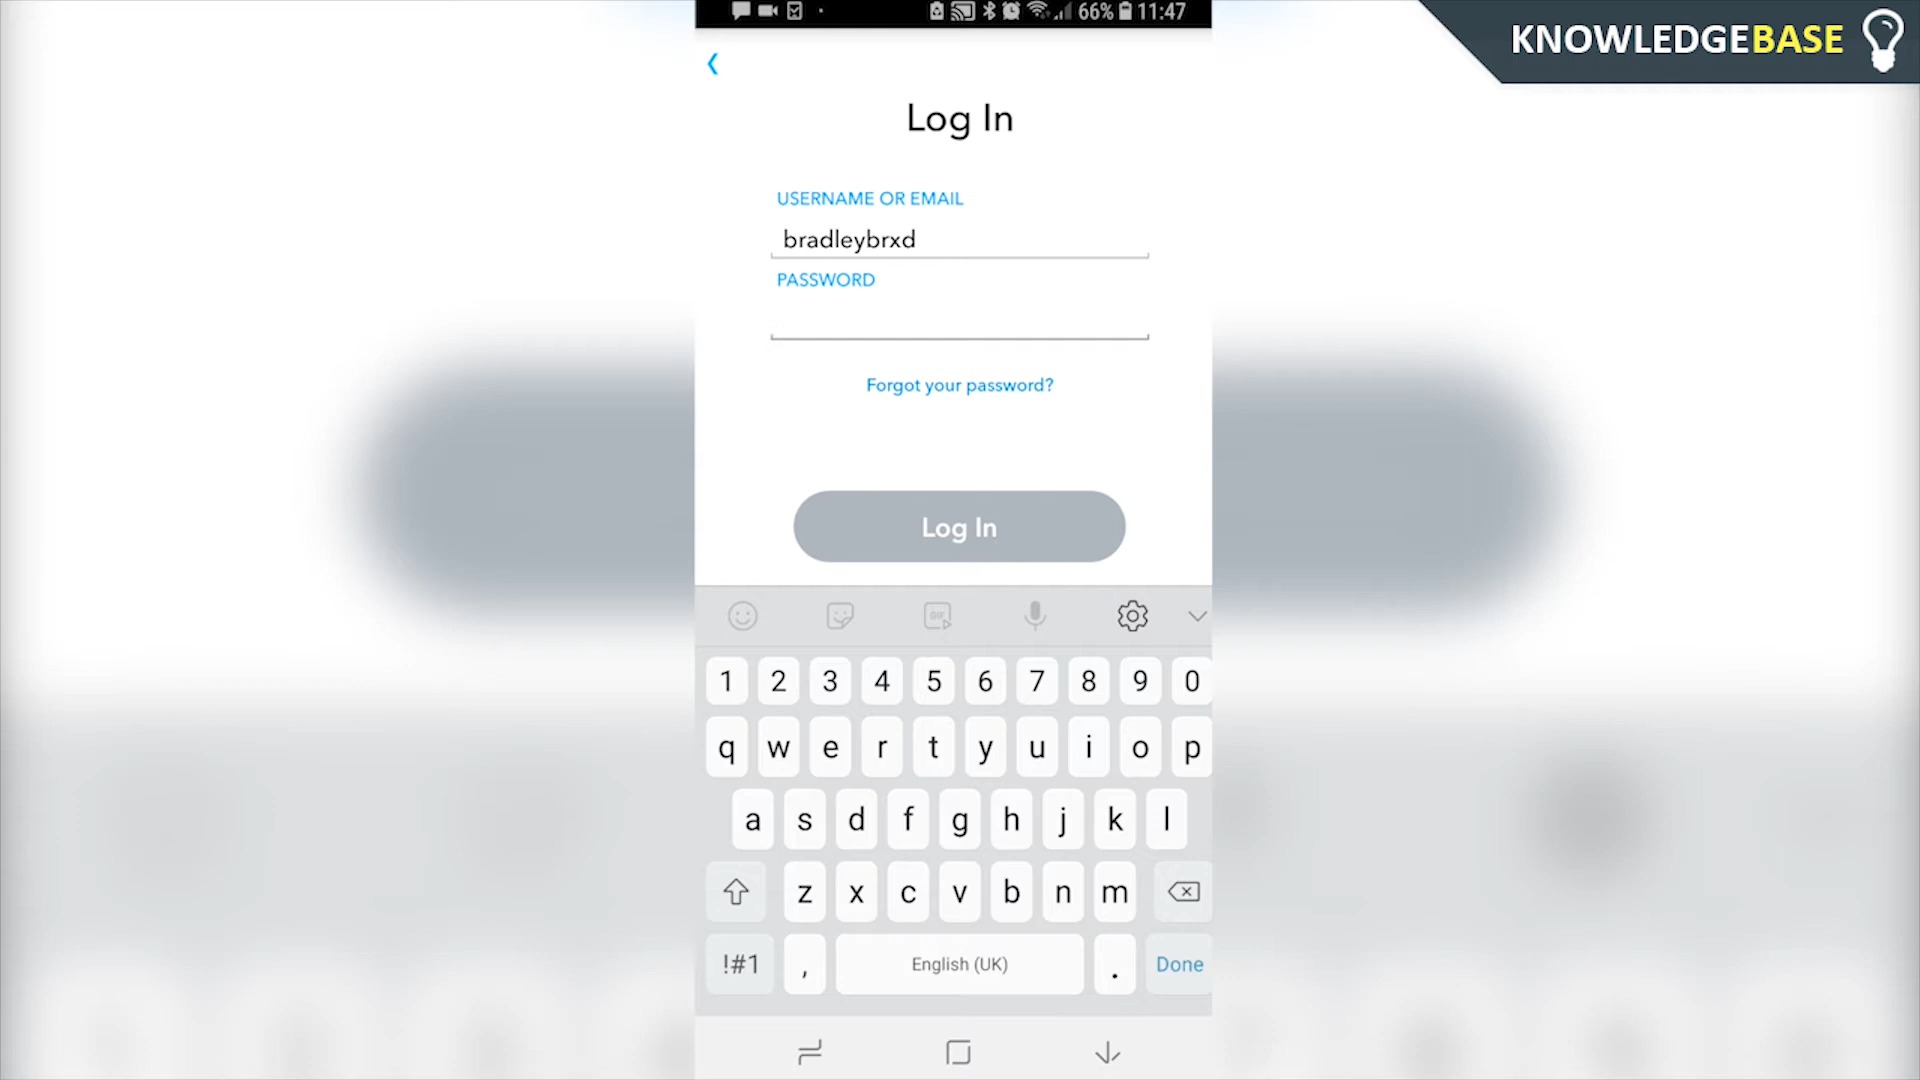 66% 11:47
KNOWLEDGEBASE
Log In
USERNAME OR EMAIL
bradleybrxd
PASSWORD
Forgot your password?
Log In
GIF
1 2 3 4 5 6 7 8 9 0
q w e r t y u i o p
a s d f g h j k l
z x c v b n m
!#1 , English (UK) . Done